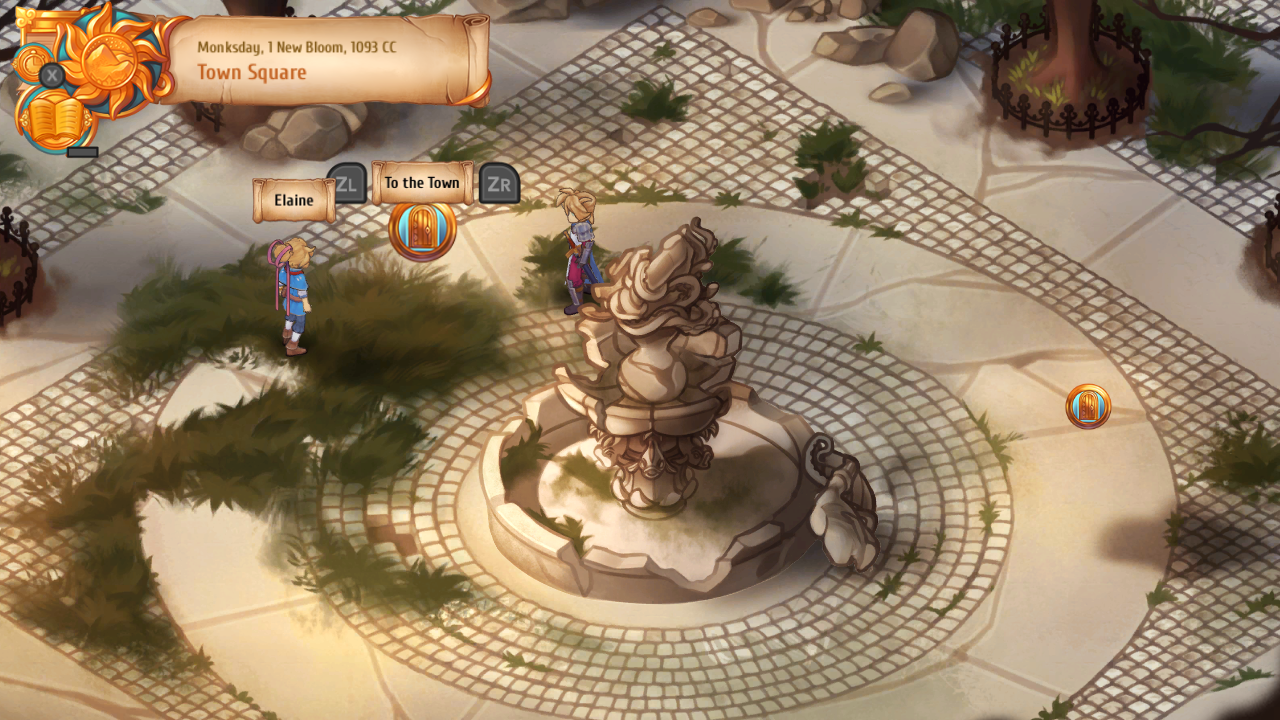 Monksday, 1 New Bloom, 1093 CC
Town Square
X
ZL
To the Town
ZR
Elaine